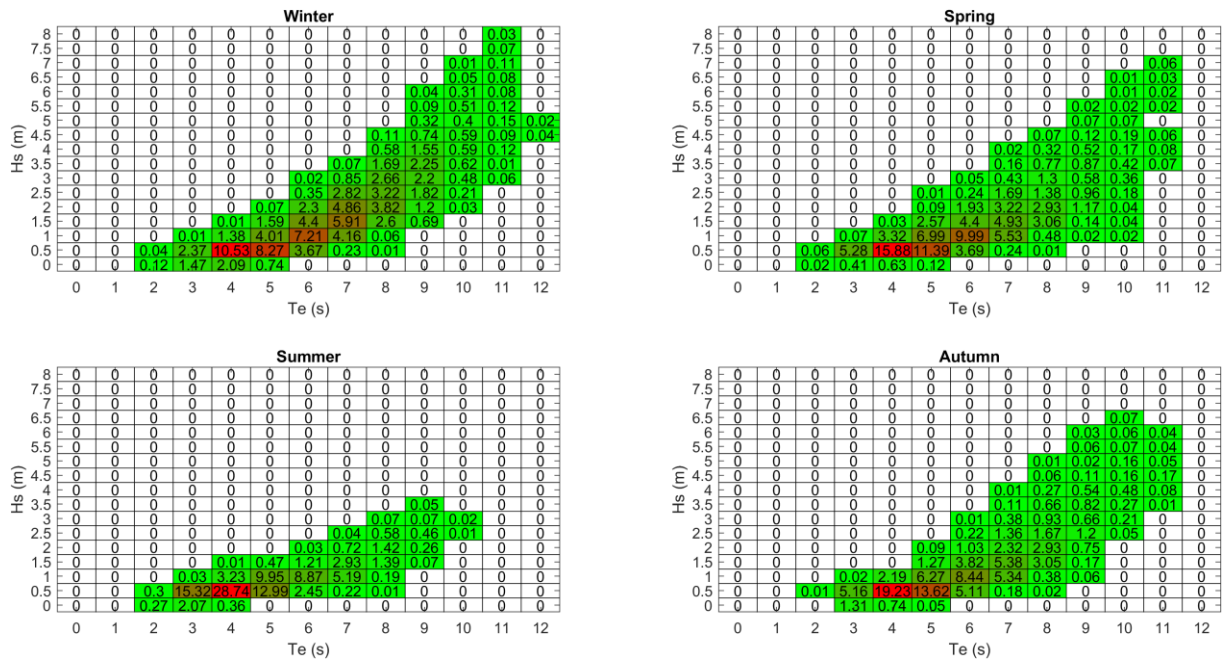 Winter
8 0 0 0 0 0 0 0 0 0 0 0 0.03 0
7.5 0 0 0 0 0 0 0 0 0 0 0 0.07 0
7 0 0 0 0 0 0 0 0 0 0 0.01 0.11 0
6.5 0 0 0 0 0 0 0 0 0 0 0.05 0.08 0
6 0 0 0 0 0 0 0 0 0 0.04 0.31 0.08 0
5.5 0 0 0 0 0 0 0 0 0 0.09 0.51 0.12 0
5 0 0 0 0 0 0 0 0 0 0.32 0.4 0.15 0.02
4.5 0 0 0 0 0 0 0 0 0.11 0.74 0.59 0.09 0.04
4 0 0 0 0 0 0 0 0 0.58 1.55 0.59 0.12 0
3.5 0 0 0 0 0 0 0 0.07 1.69 2.25 0.62 0.01 0
3 0 0 0 0 0 0 0.02 0.85 2.66 2.2 0.48 0.06 0
2.5 0 0 0 0 0 0 0.35 2.82 3.22 1.82 0.21 0 0
2 0 0 0 0 0 0.07 2.3 4.86 3.82 1.2 0.03 0 0
1.5 0 0 0 0 0.01 1.59 4.4 5.91 2.6 0.69 0 0 0
1 0 0 0 0.01 1.38 4.01 7.21 4.16 0.06 0 0 0 0
0.5 0 0 0.04 2.37 10.53 8.27 3.67 0.23 0.01 0 0 0 0
0 0 0 0.12 1.47 2.09 0.74 0 0 0 0 0 0 0
0 1 2 3 4 5 6 7 8 9 10 11 12
Hs (m)
Te (s)
Spring
8 0 0 0 0 0 0 0 0 0 0 0 0 0
7.5 0 0 0 0 0 0 0 0 0 0 0 0 0
7 0 0 0 0 0 0 0 0 0 0 0 0.06 0
6.5 0 0 0 0 0 0 0 0 0 0 0.01 0.03 0
6 0 0 0 0 0 0 0 0 0 0 0.01 0.02 0
5.5 0 0 0 0 0 0 0 0 0 0.02 0.02 0.02 0
5 0 0 0 0 0 0 0 0 0 0.07 0.07 0 0
4.5 0 0 0 0 0 0 0 0 0.07 0.12 0.19 0.06 0
4 0 0 0 0 0 0 0 0.02 0.32 0.52 0.17 0.08 0
3.5 0 0 0 0 0 0 0 0.16 0.77 0.87 0.42 0.07 0
3 0 0 0 0 0 0 0.05 0.43 1.3 0.58 0.36 0 0
2.5 0 0 0 0 0 0.01 0.24 1.69 1.38 0.96 0.18 0 0
2 0 0 0 0 0 0.09 1.93 3.22 2.93 1.17 0.04 0 0
1.5 0 0 0 0 0.03 2.57 4.4 4.93 3.06 0.14 0.04 0 0
1 0 0 0 0.07 3.32 6.99 9.99 5.53 0.48 0.02 0.02 0 0
0.5 0 0 0.06 5.28 15.88 11.39 3.69 0.24 0.01 0 0 0 0
0 0 0 0.02 0.41 0.63 0.12 0 0 0 0 0 0 0
0 1 2 3 4 5 6 7 8 9 10 11 12
Hs (m)
Te (s)
Summer
8 0 0 0 0 0 0 0 0 0 0 0 0 0
7.5 0 0 0 0 0 0 0 0 0 0 0 0 0
7 0 0 0 0 0 0 0 0 0 0 0 0 0
6.5 0 0 0 0 0 0 0 0 0 0 0 0 0
6 0 0 0 0 0 0 0 0 0 0 0 0 0
5.5 0 0 0 0 0 0 0 0 0 0 0 0 0
5 0 0 0 0 0 0 0 0 0 0 0 0 0
4.5 0 0 0 0 0 0 0 0 0 0 0 0 0
4 0 0 0 0 0 0 0 0 0 0 0 0 0
3.5 0 0 0 0 0 0 0 0 0 0.05 0 0 0
3 0 0 0 0 0 0 0 0 0.07 0.07 0.02 0 0
2.5 0 0 0 0 0 0 0 0.04 0.58 0.46 0.01 0 0
2 0 0 0 0 0 0 0.03 0.72 1.42 0.26 0 0 0
1.5 0 0 0 0 0.01 0.47 1.21 2.93 1.39 0.07 0 0 0
1 0 0 0 0.03 3.23 9.95 8.87 5.19 0.19 0 0 0 0
0.5 0 0 0.3 15.32 28.74 12.99 2.45 0.22 0.01 0 0 0 0
0 0 0 0.27 2.07 0.36 0 0 0 0 0 0 0 0
0 1 2 3 4 5 6 7 8 9 10 11 12
Hs (m)
Te (s)
Autumn
8 0 0 0 0 0 0 0 0 0 0 0 0 0
7.5 0 0 0 0 0 0 0 0 0 0 0 0 0
7 0 0 0 0 0 0 0 0 0 0 0 0 0
6.5 0 0 0 0 0 0 0 0 0 0 0.07 0 0
6 0 0 0 0 0 0 0 0 0 0.03 0.06 0.04 0
5.5 0 0 0 0 0 0 0 0 0 0.06 0.07 0.04 0
5 0 0 0 0 0 0 0 0 0.01 0.02 0.16 0.05 0
4.5 0 0 0 0 0 0 0 0 0.06 0.11 0.16 0.17 0
4 0 0 0 0 0 0 0 0.01 0.27 0.54 0.48 0.08 0
3.5 0 0 0 0 0 0 0 0.11 0.66 0.82 0.27 0.01 0
3 0 0 0 0 0 0 0.01 0.38 0.93 0.66 0.21 0 0
2.5 0 0 0 0 0 0 0.22 1.36 1.67 1.2 0.05 0 0
2 0 0 0 0 0 0.09 1.03 2.32 2.93 0.75 0 0 0
1.5 0 0 0 0 0 1.27 3.82 5.38 3.05 0.17 0 0 0
1 0 0 0 0.02 2.19 6.27 8.44 5.34 0.38 0.06 0 0 0
0.5 0 0 0.01 5.16 19.23 13.62 5.11 0.18 0.02 0 0 0 0
0 0 0 0 1.31 0.74 0.05 0 0 0 0 0 0 0
0 1 2 3 4 5 6 7 8 9 10 11 12
Hs (m)
Te (s)